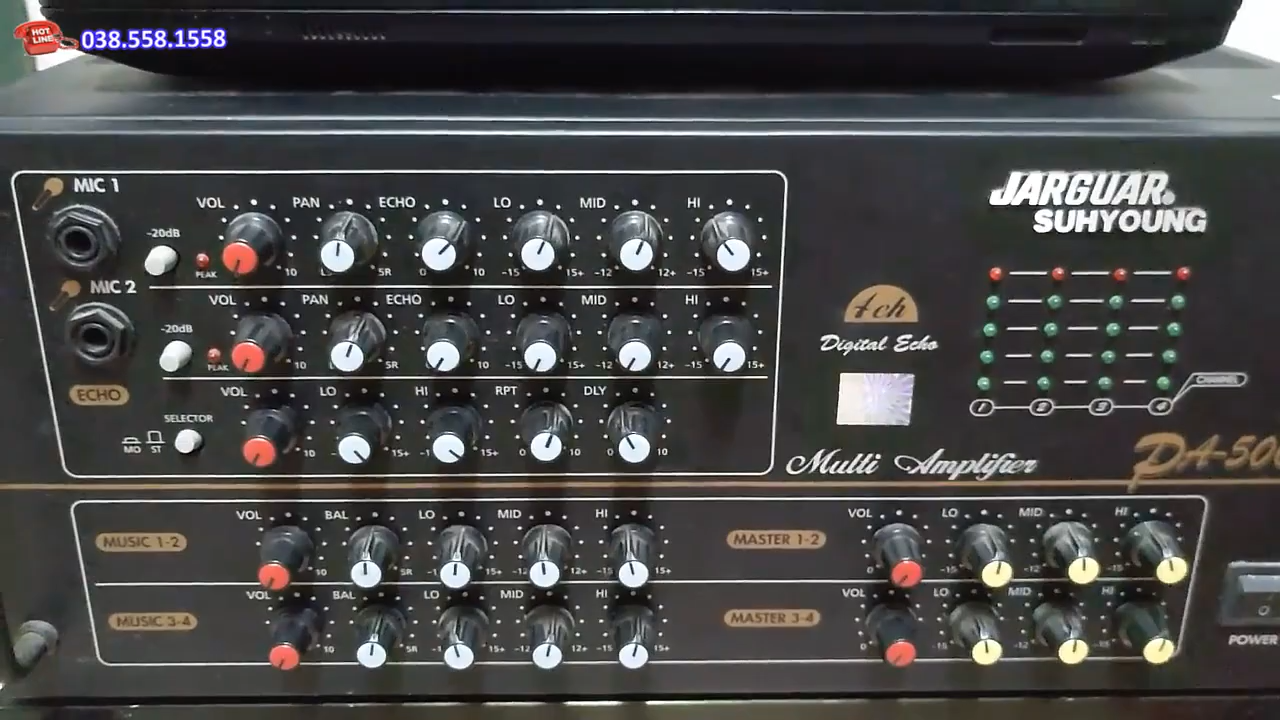 HOT LINE 038.558.1558
MIC 1
VOL PAN ECHO LO MID HI
-20dB
PEAK
10 5R 0 10 -15 15+ -12 12+ -15 15+
JARGUAR.
SUHYOUNG
MIC 2
VOL PAN ECHO LO MID HI
-20dB
PEAK
10 5R 0 10 -15 15+ -12 12+ -15 15+
4ch
Digital Echo
CHANNEL
1 2 3 4
ECHO
VOL LO HI RPT DLY
SELECTOR
MO ST
10 15+ 15+ 0 10 0 10
Multi Amplifier
MUSIC 1-2
VOL BAL LO MID HI
10 5R 15+ -12 12+ -15 15+
MASTER 1-2
VOL LO MID HI
0 -15 -12 -15
MUSIC 3-4
VOL BAL LO MID HI
10 5R 15+ -12 12+ -15 15+
MASTER 3-4
VOL LO MID HI
0 -15 -12 -15
POWER